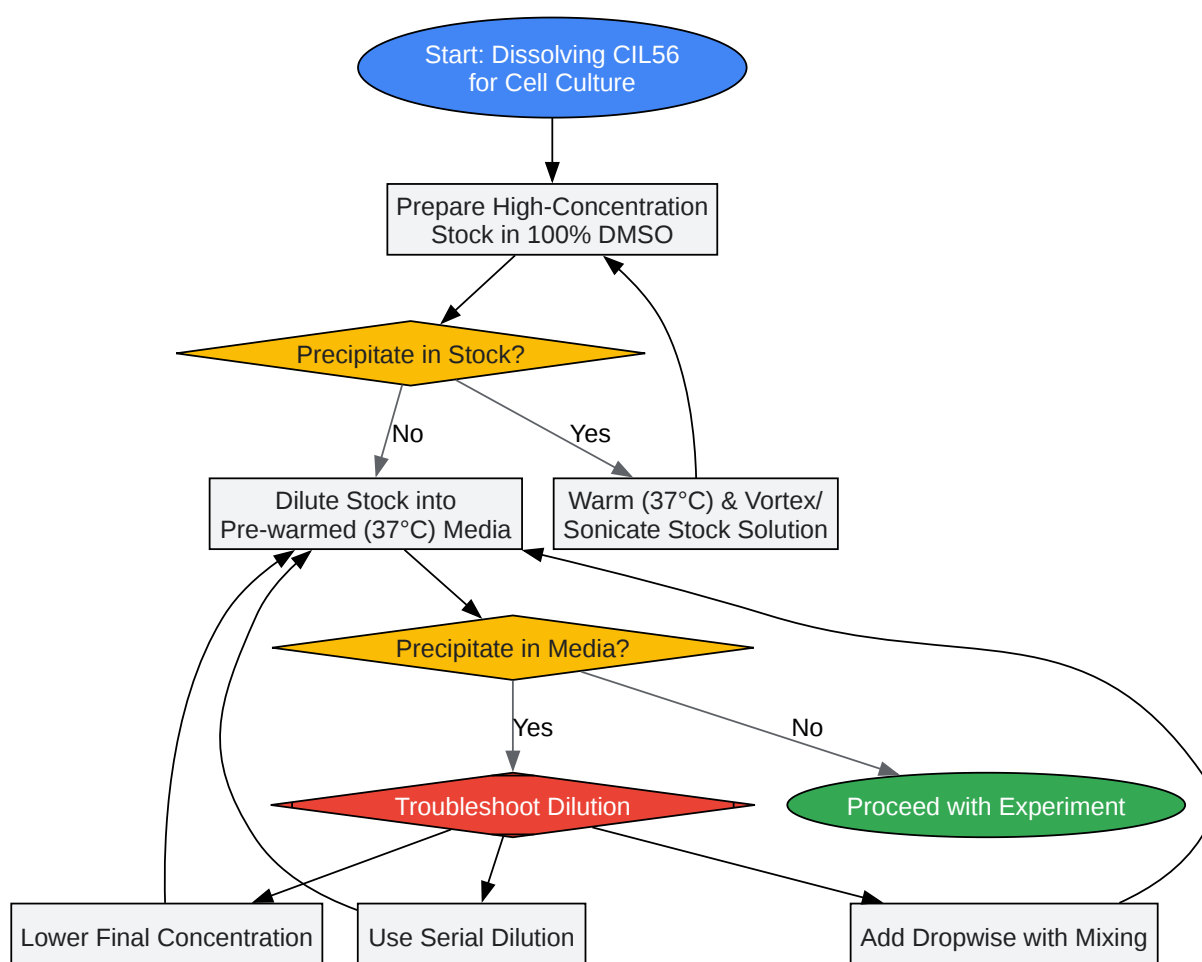 Start: Dissolving CIL56
for Cell Culture
Prepare High-Concentration
Stock in 100% DMSO
Precipitate in Stock?
No
Yes
Dilute Stock into
Pre-warmed (37°C) Media
Warm (37°C) & Vortex/
Sonicate Stock Solution
Precipitate in Media?
Yes
No
Troubleshoot Dilution
Proceed with Experiment
Lower Final Concentration
Use Serial Dilution
Add Dropwise with Mixing